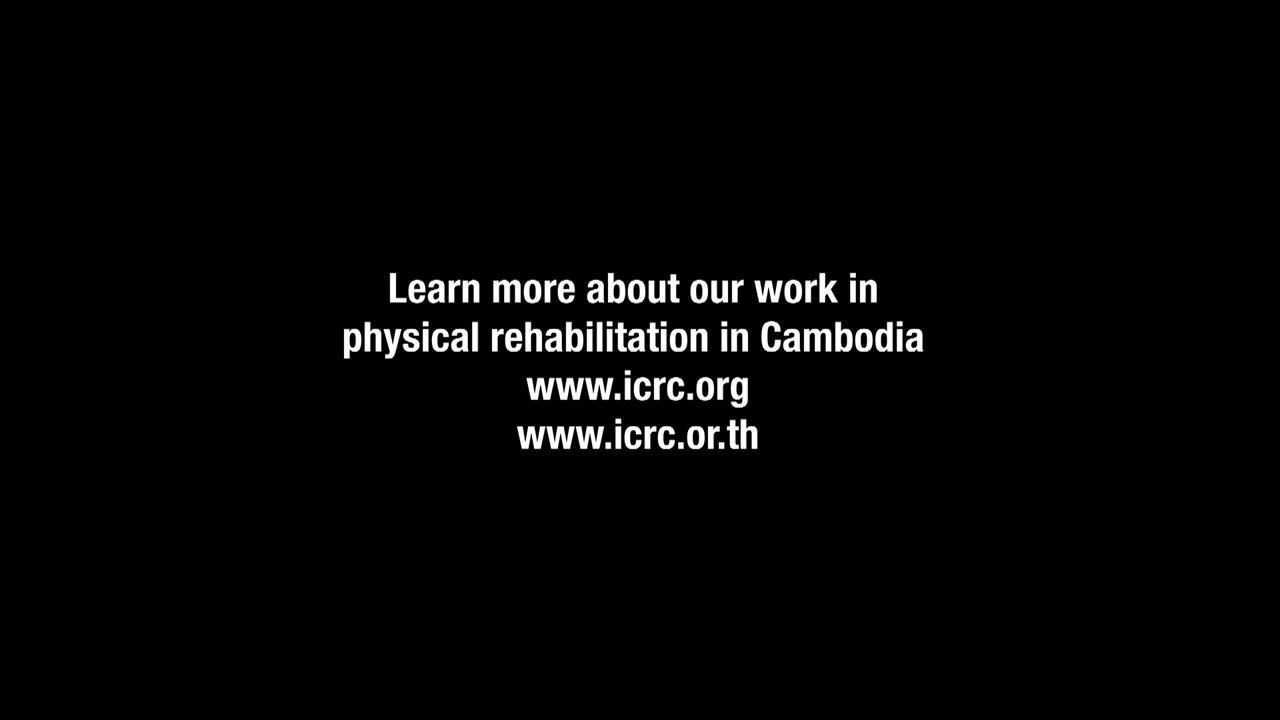 Learn more about our work in
physical rehabilitation in Cambodia
www.icrc.org
www.icrc.or.th